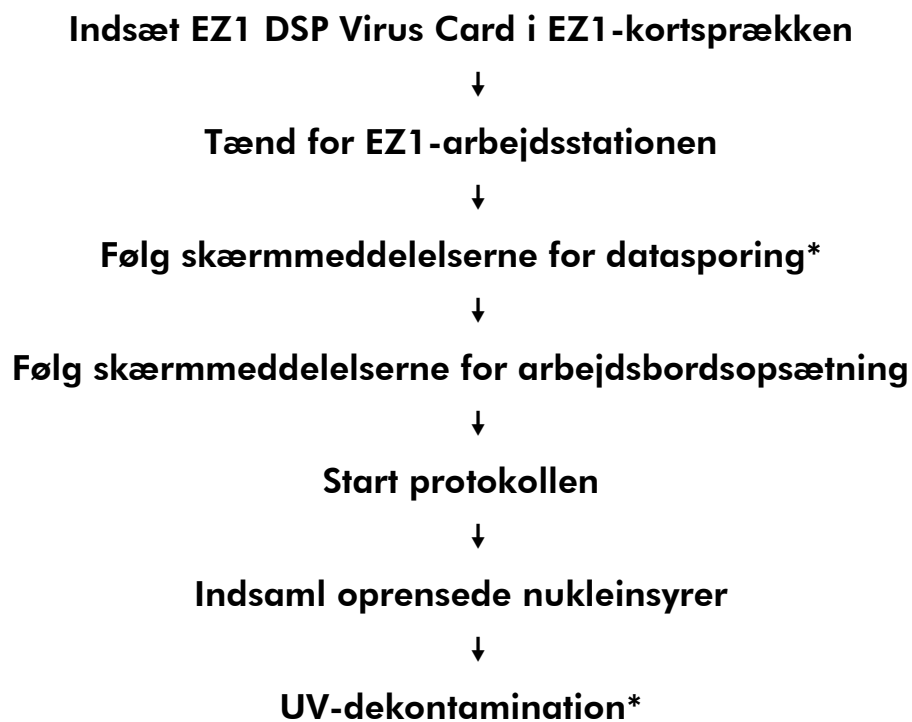 Indsæt EZ1 DSP Virus Card i EZ1-kortsprækken
↓
Tænd for EZ1-arbejdsstationen
↓
Følg skærmmeddelelserne for datasporing*
↓
Følg skærmmeddelelserne for arbejdsbordsopsætning
↓
Start protokollen
↓
Indsaml oprensede nukleinsyrer
↓
UV-dekontamination*